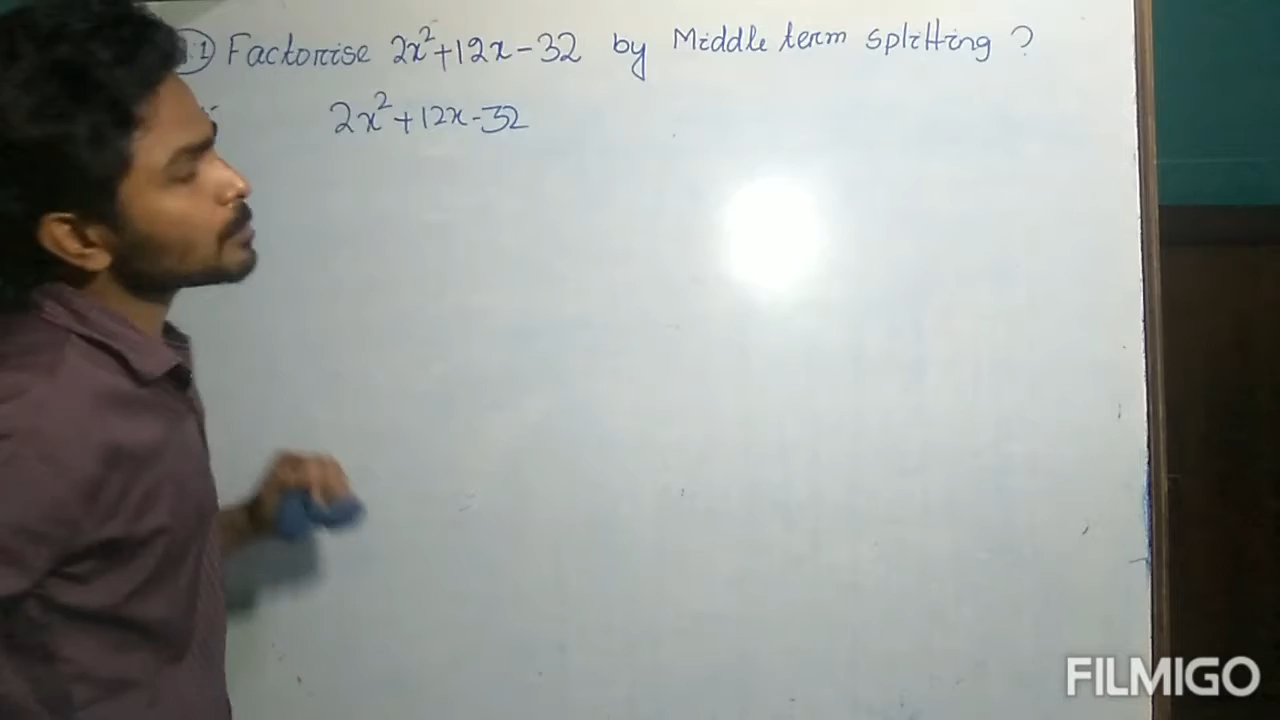 1 Factorise 2x²+12x-32 by Middle term splitting ?
2x²+12x-32
FILMIGO